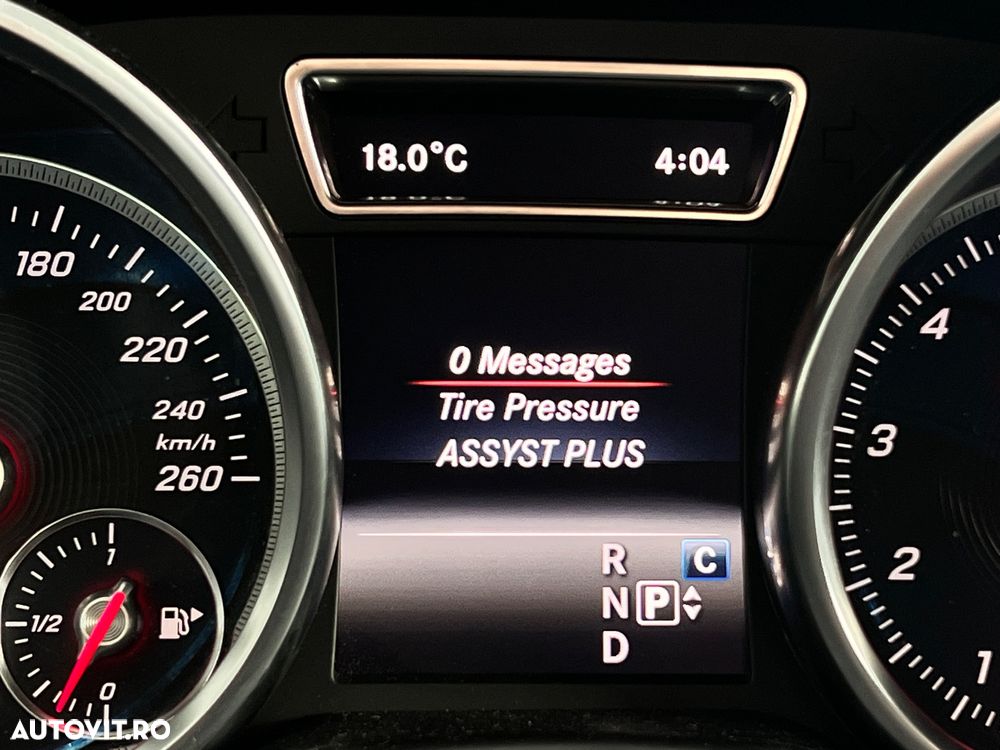 18.0°C 4:04
180
200
220
240
km/h
260
0 Messages
Tire Pressure
ASSYST PLUS
R C
N P
D
1
1/2
0
4
3
2
1
AUTOVIT.RO